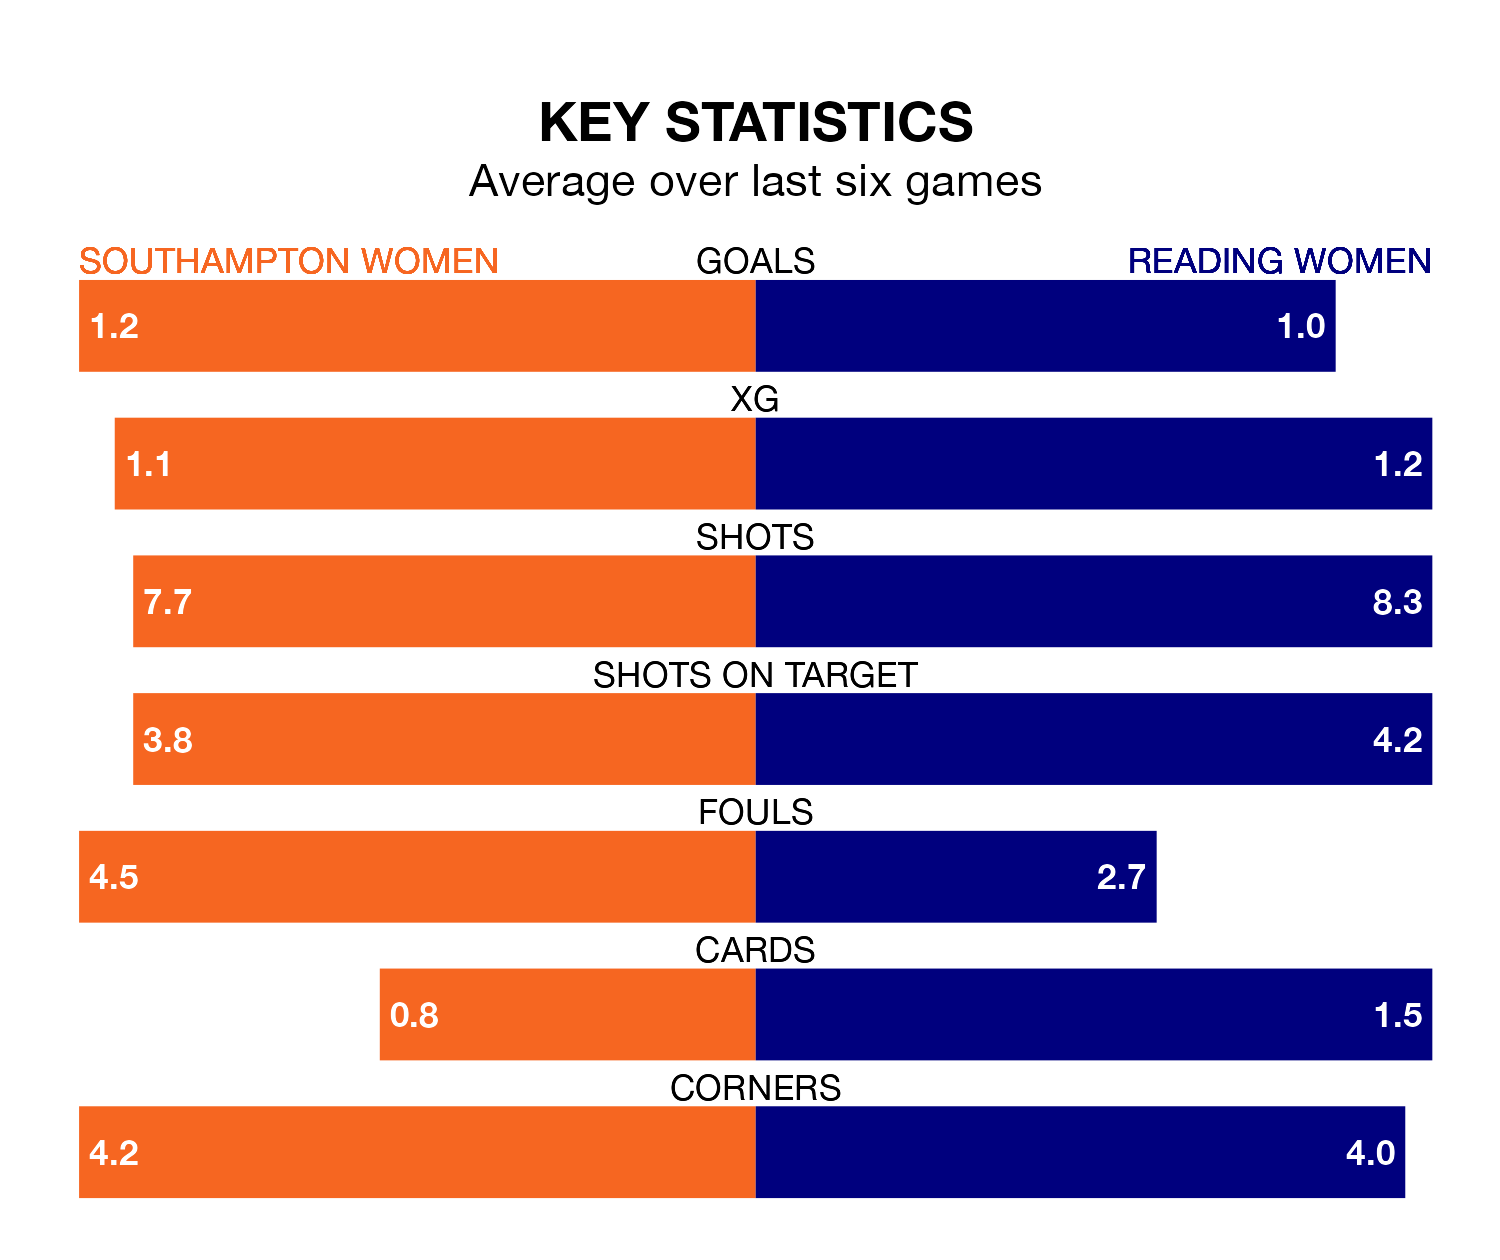 KEY STATISTICS
Average over last six games
SOUTHAMPTON WOMEN GOALS READING WOMEN
1.2 1.0
XG
1.1 1.2
SHOTS
7.7 8.3
SHOTS ON TARGET
3.8 4.2
FOULS
4.5 2.7
CARDS
0.8 1.5
CORNERS
4.2 4.0